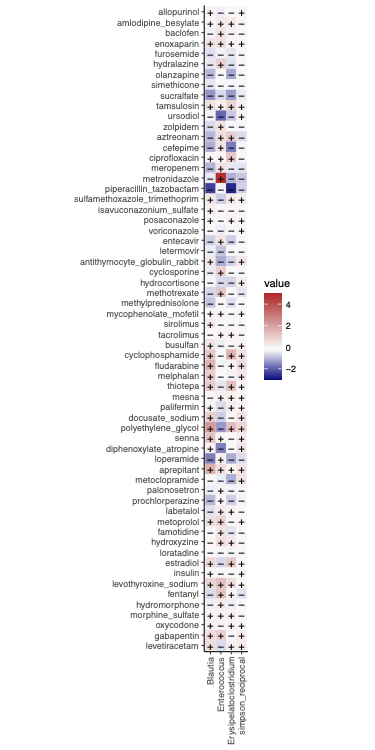 allopurinol
amlodipine_besylate
baclofen
enoxaparin
furosemide
hydralazine
olanzapine
simethicone
sucralfate
tamsulosin
ursodiol
zolpidem
aztreonam
cefepime
ciprofloxacin
meropenem
metronidazole
piperacillin_tazobactam
sulfamethoxazole_trimethoprim
isavuconazonium_sulfate
posaconazole
voriconazole
entecavir
letermovir
antithymocyte_globulin_rabbit
cyclosporine
hydrocortisone
methotrexate
methylprednisolone
mycophenolate_mofetil
sirolimus
tacrolimus
busulfan
cyclophosphamide
fludarabine
melphalan
thiotepa
mesna
palifermin
docusate_sodium
polyethylene_glycol
senna
diphenoxylate_atropine
loperamide
aprepitant
metoclopramide
palonosetron
prochlorperazine
labetalol
metoprolol
famotidine
hydroxyzine
loratadine
estradiol
insulin
levothyroxine_sodium
fentanyl
hydromorphone
morphine_sulfate
oxycodone
gabapentin
levetiracetam
Blautia
Enterococcus
Erysipelatoclostridium
simpson_reciprocal
value
4
2
0
−2